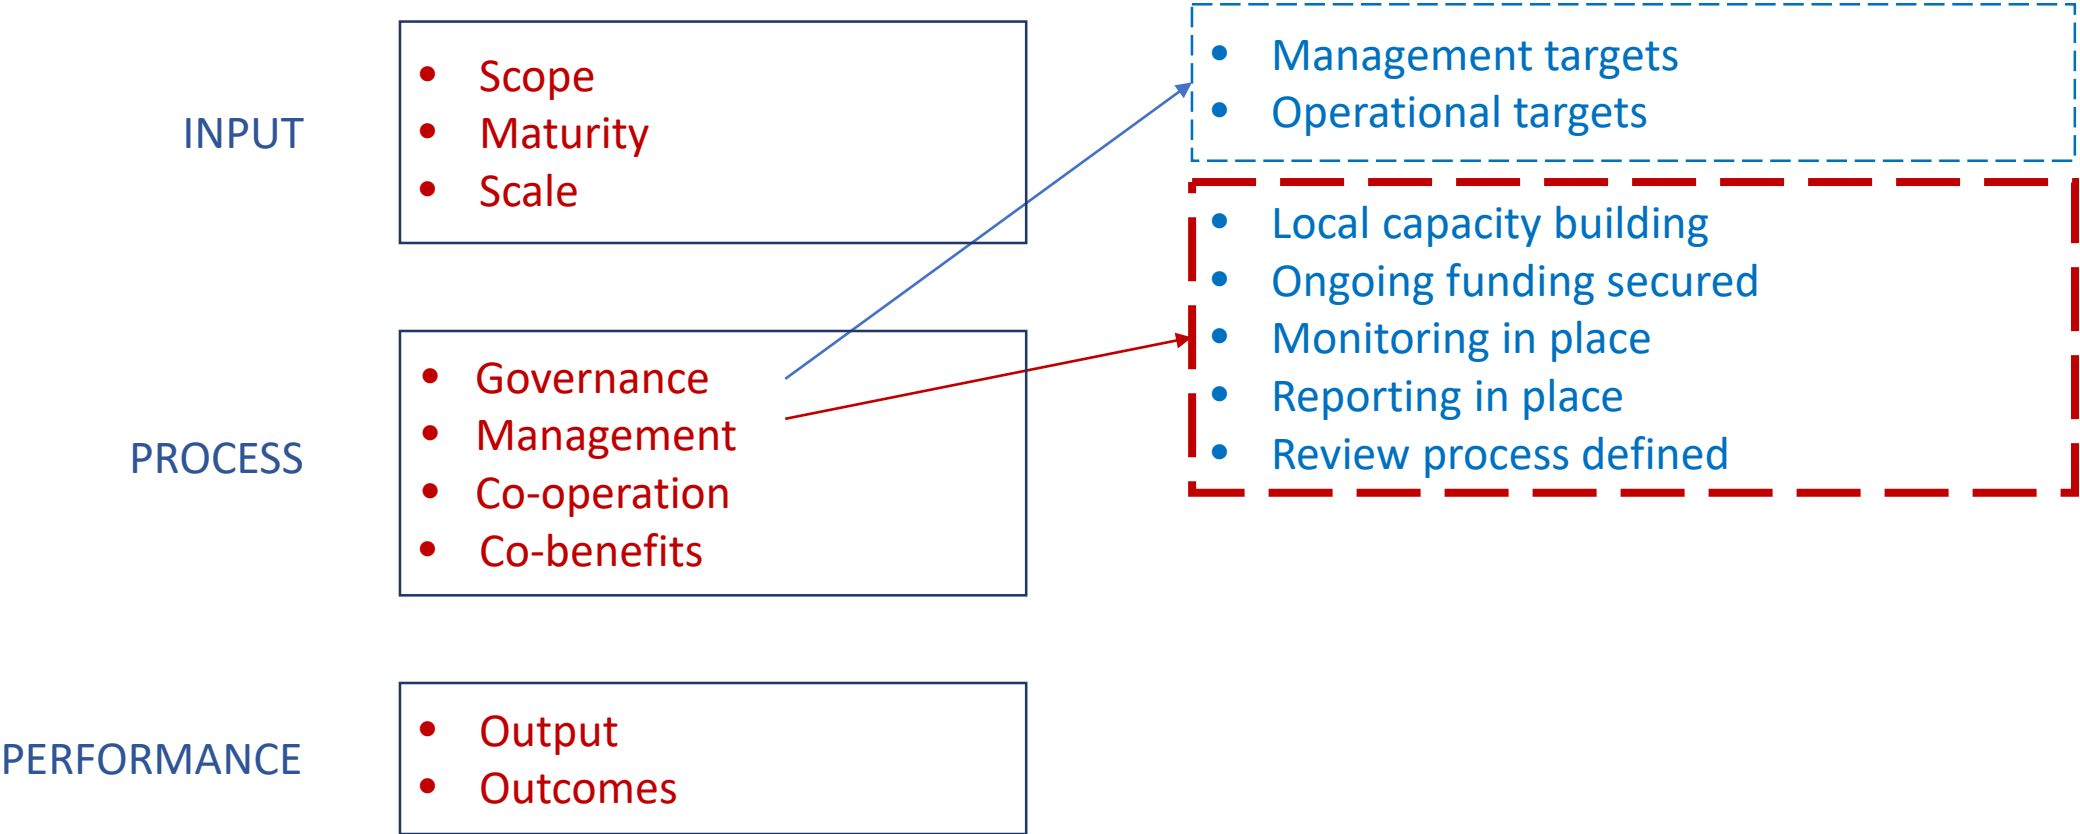 INPUT
• Scope
• Maturity
• Scale
PROCESS
• Governance
• Management
• Co-operation
• Co-benefits
PERFORMANCE
• Output
• Outcomes
• Management targets
• Operational targets
• Local capacity building
• Ongoing funding secured
• Monitoring in place
• Reporting in place
• Review process defined